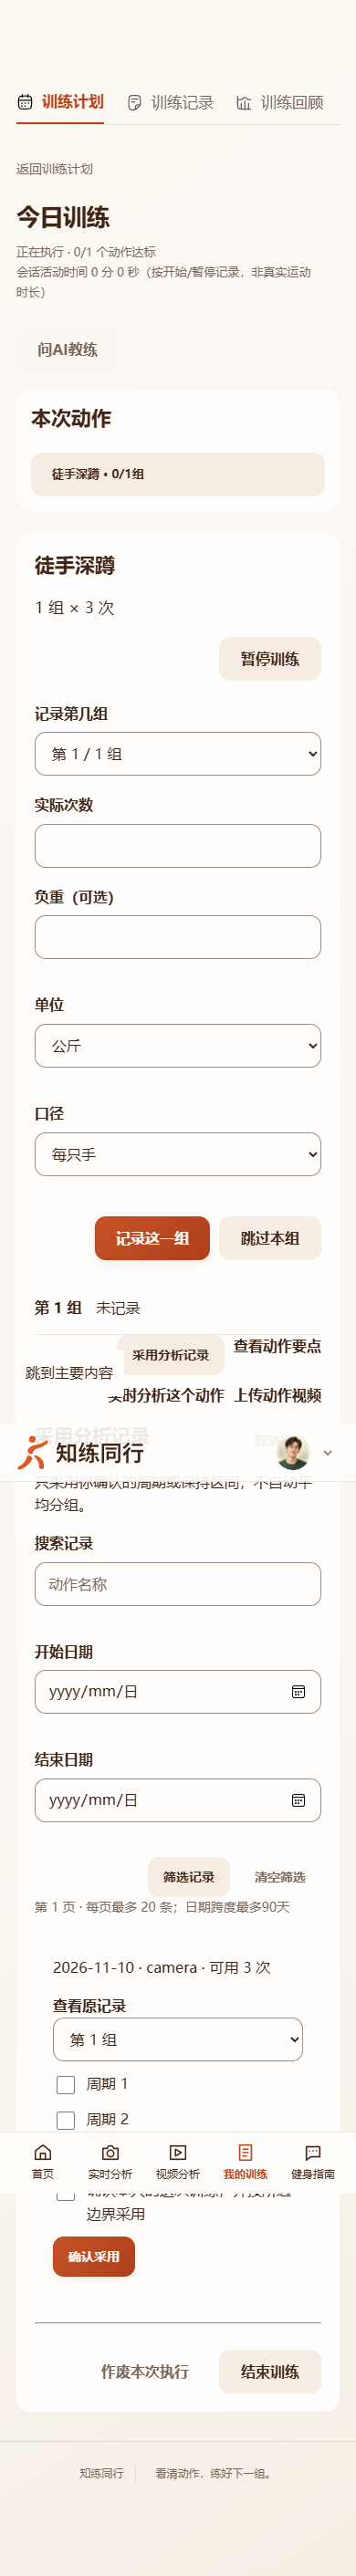 训练计划 训练记录 训练回顾
返回训练计划
今日训练
正在执行 · 0/1 个动作达标
会话活动时间 0 分 0 秒（按开始/暂停记录，非真实运动
时长）
问AI教练
本次动作
徒手深蹲 • 0/1组
徒手深蹲
1 组 × 3 次
暂停训练
记录第几组
第 1 / 1 组
实际次数
负重（可选）
单位
公斤
口径
每只手
记录这一组 跳过本组
第 1 组 未记录
采用分析记录 查看动作要点
跳到主要内容
时分析这个动作 上传动作视频
采用分析记录
知练同行
只采用你确认的周期或保持区间，不自动平
均分组。
搜索记录
动作名称
开始日期
yyyy/mm/日
结束日期
yyyy/mm/日
筛选记录 清空筛选
第 1 页 · 每页最多 20 条；日期跨度最多90天
2026-11-10 · camera · 可用 3 次
查看原记录
第 1 组
周期 1
周期 2
首页 实时分析 视频分析 我的训练 健身指南
边界采用
确认采用
作废本次执行 结束训练
知练同行 看清动作，练好下一组。